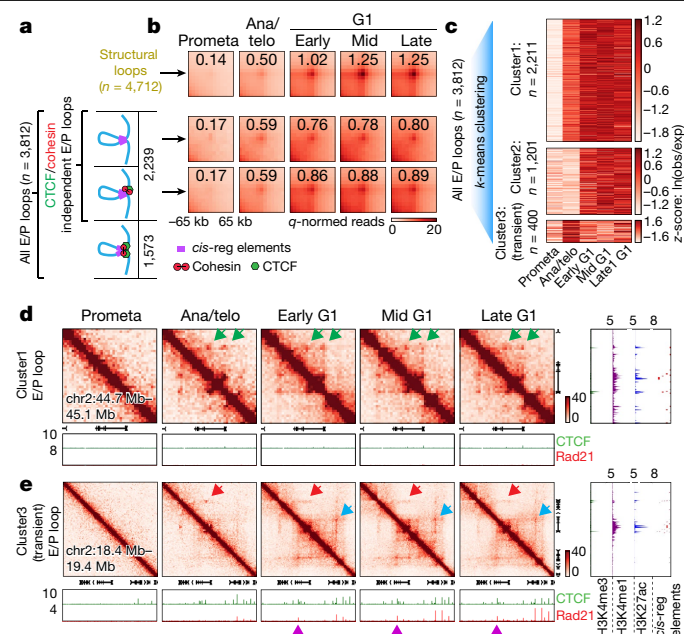 a
b
c
G1
Ana/
telo
Prometa
Early
Mid
Late
Structural
loops
(n = 4,712)
0.14
0.50
1.02
1.25
1.25
All E/P loops (n = 3,812)
CTCF/cohesin
independent E/P loops
2,239
1,573
0.17
0.59
0.76
0.78
0.80
0.17
0.59
0.86
0.88
0.89
–65 kb
65 kb
q-normed reads
0
20
cis-reg elements
Cohesin
CTCF
All E/P loops (n = 3,812)
k-means clustering
Cluster1:
n = 2,211
Cluster2:
n = 1,201
Cluster3:
(transient)
n = 400
1.2
0.6
0
–0.6
–1.2
–1.8
1.2
0.6
0
–0.8
–1.6
1.6
0
–1.6
z-score: ln(obs/exp)
Prometa
Ana/telo
Early G1
Mid G1
Late1 G1
d
Prometa
Ana/telo
Early G1
Mid G1
Late G1
5
5
8
Cluster1
E/P loop
chr2:44.7 Mb–
45.1 Mb
40
0
10
8
CTCF
Rad21
e
5
5
8
Cluster3
(transient)
E/P loop
chr2:18.4 Mb–
19.4 Mb
40
0
10
4
CTCF
Rad21
H3K4me3
H3K4me1
H3K27ac
cis-reg
elements